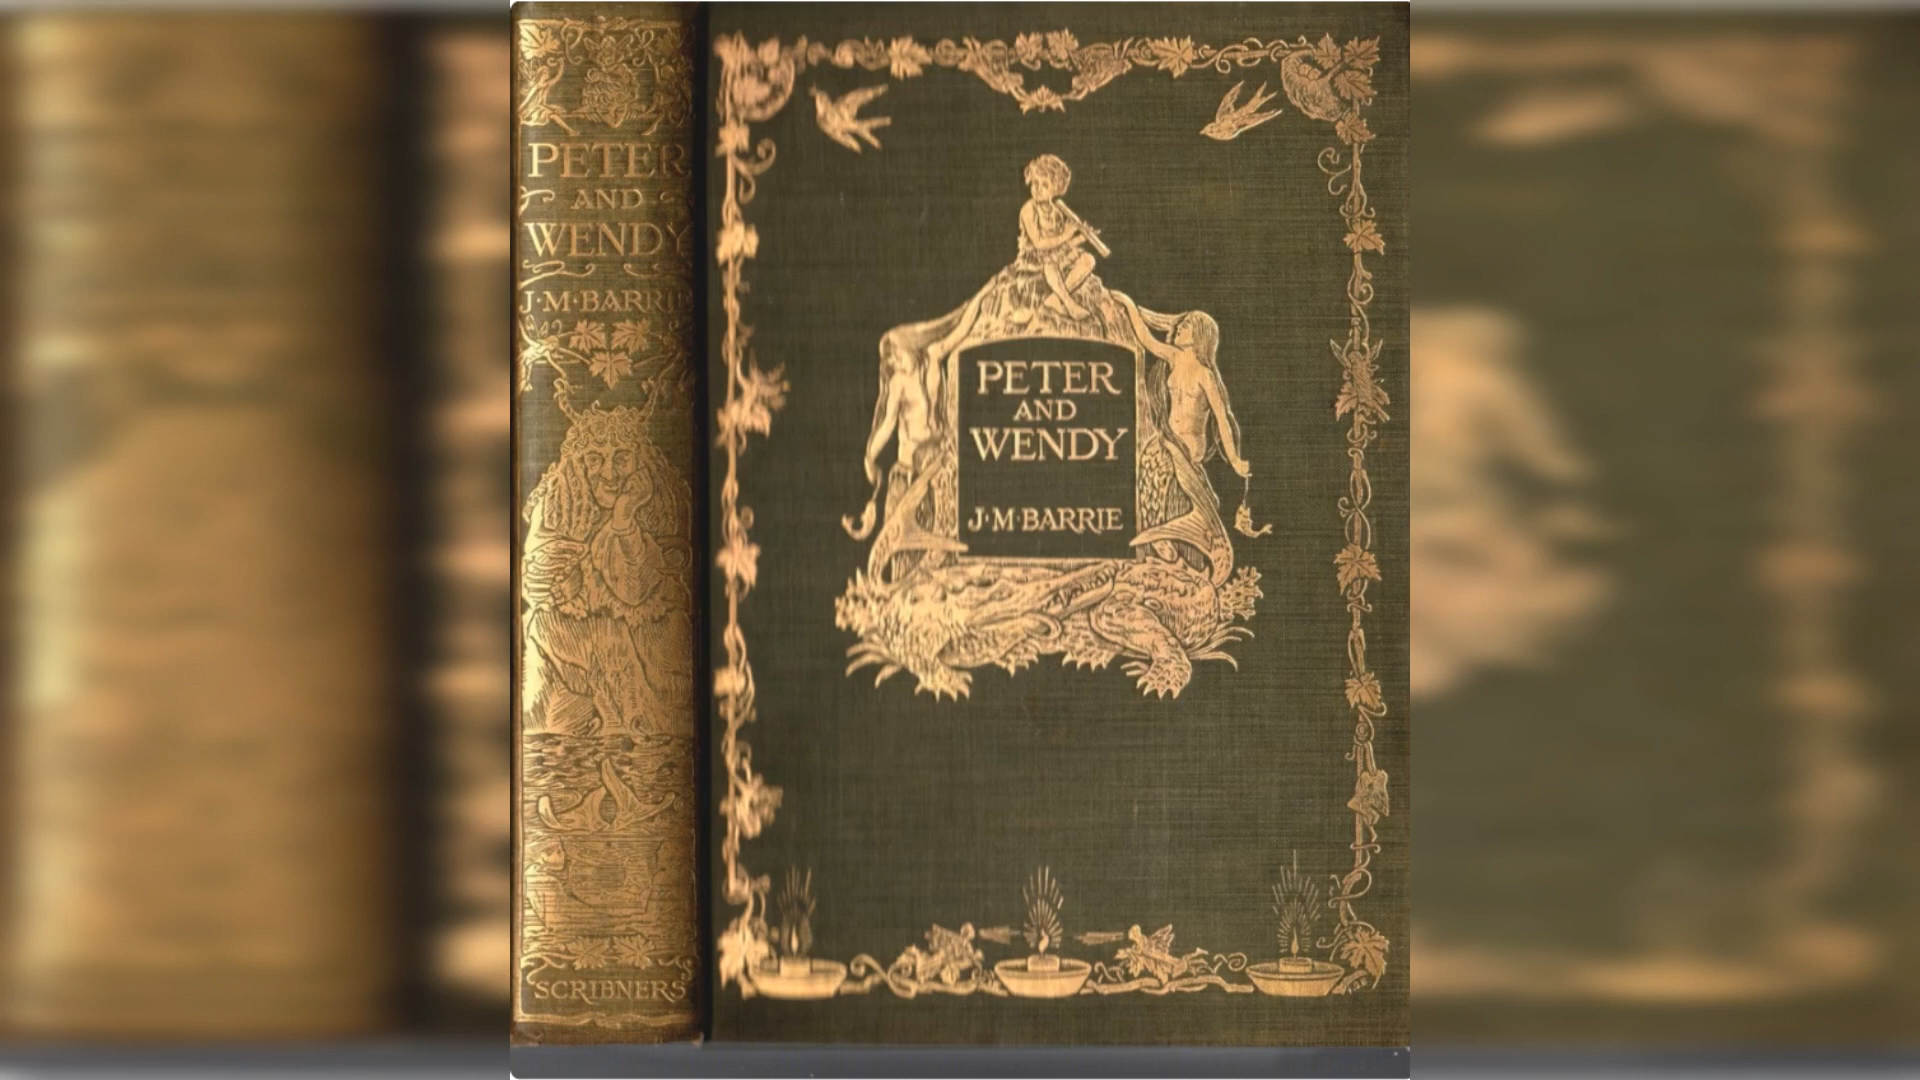 PETER
AND
WENDY
J·M·BARRIE
SCRIBNERS
PETER
AND
WENDY
J·M·BARRIE